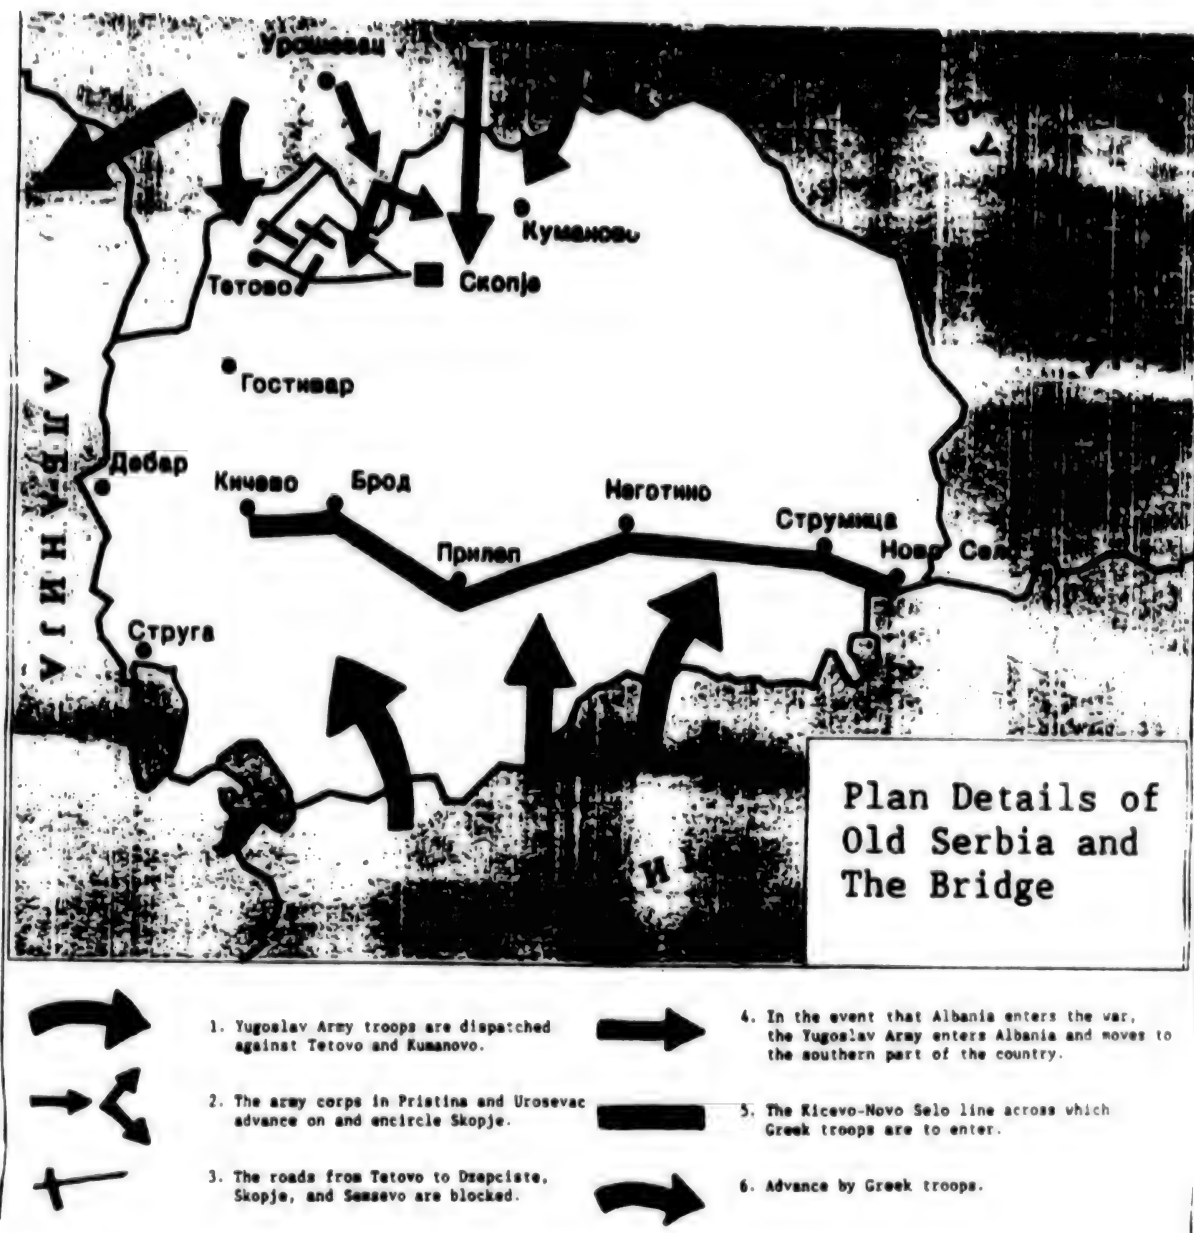 Урошевац
Куманово
Скопје
Тетово
Гостивар
АЛБАНИЈА
Дебар
Кичево
Брод
Неготино
Прилеп
Струмица
Ново Село
Струга
И
Plan Details of
Old Serbia and
The Bridge
1. Yugoslav Army troops are dispatched
against Tetovo and Kumanovo.
2. The army corps in Pristina and Urosevac
advance on and encircle Skopje.
3. The roads from Tetovo to Dzepciste,
Skopje, and Semsevo are blocked.
4. In the event that Albania enters the war,
the Yugoslav Army enters Albania and moves to
the southern part of the country.
5. The Kicevo-Novo Selo line across which
Greek troops are to enter.
6. Advance by Greek troops.